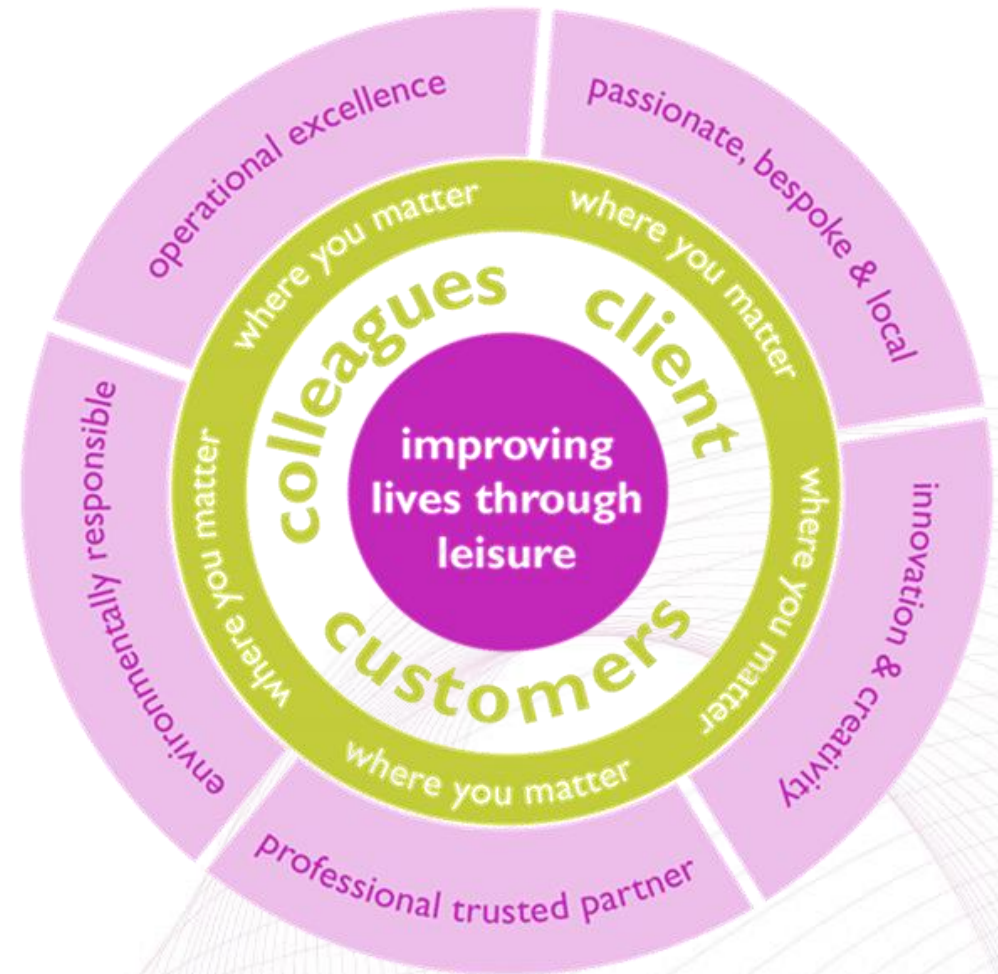 operational excellence
passionate, bespoke & local
innovation & creativity
professional trusted partner
environmentally responsible
where you matter
where you matter
where you matter
where you matter
where you matter
colleagues
client
customers
improving
lives through
leisure